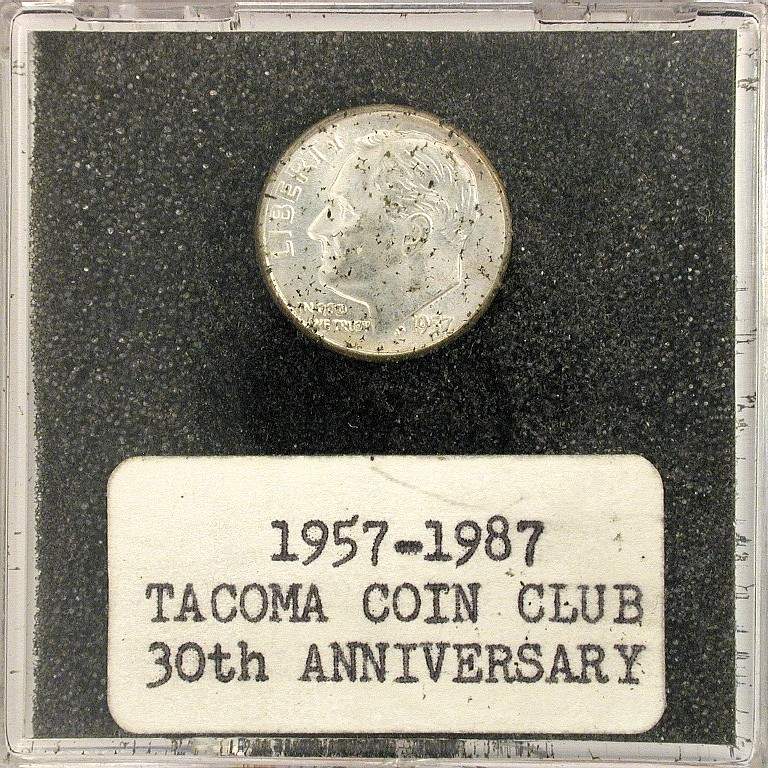 LIBERTY
IN GOD
WE TRUST
1957
1957-1987
TACOMA COIN CLUB
30th ANNIVERSARY